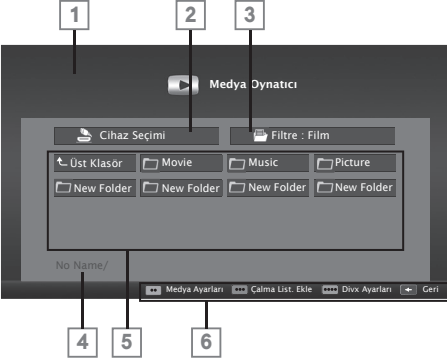 1
2
3
Medya Oynatıcı
Cihaz Seçimi
Filtre : Film
Üst Klasör
Movie
Music
Picture
New Folder
New Folder
New Folder
New Folder
No Name/
Medya Ayarları
Çalma List. Ekle
Divx Ayarları
Geri
4
5
6